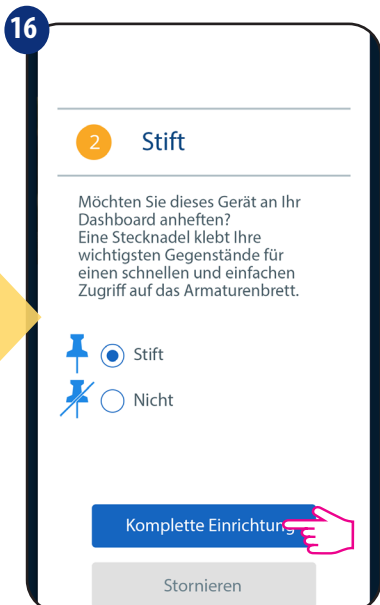 16
2 Stift
Möchten Sie dieses Gerät an Ihr
Dashboard anheften?
Eine Stecknadel klebt Ihre
wichtigsten Gegenstände für
einen schnellen und einfachen
Zugriff auf das Armaturenbrett.
Stift
Nicht
Komplette Einrichtung
Stornieren